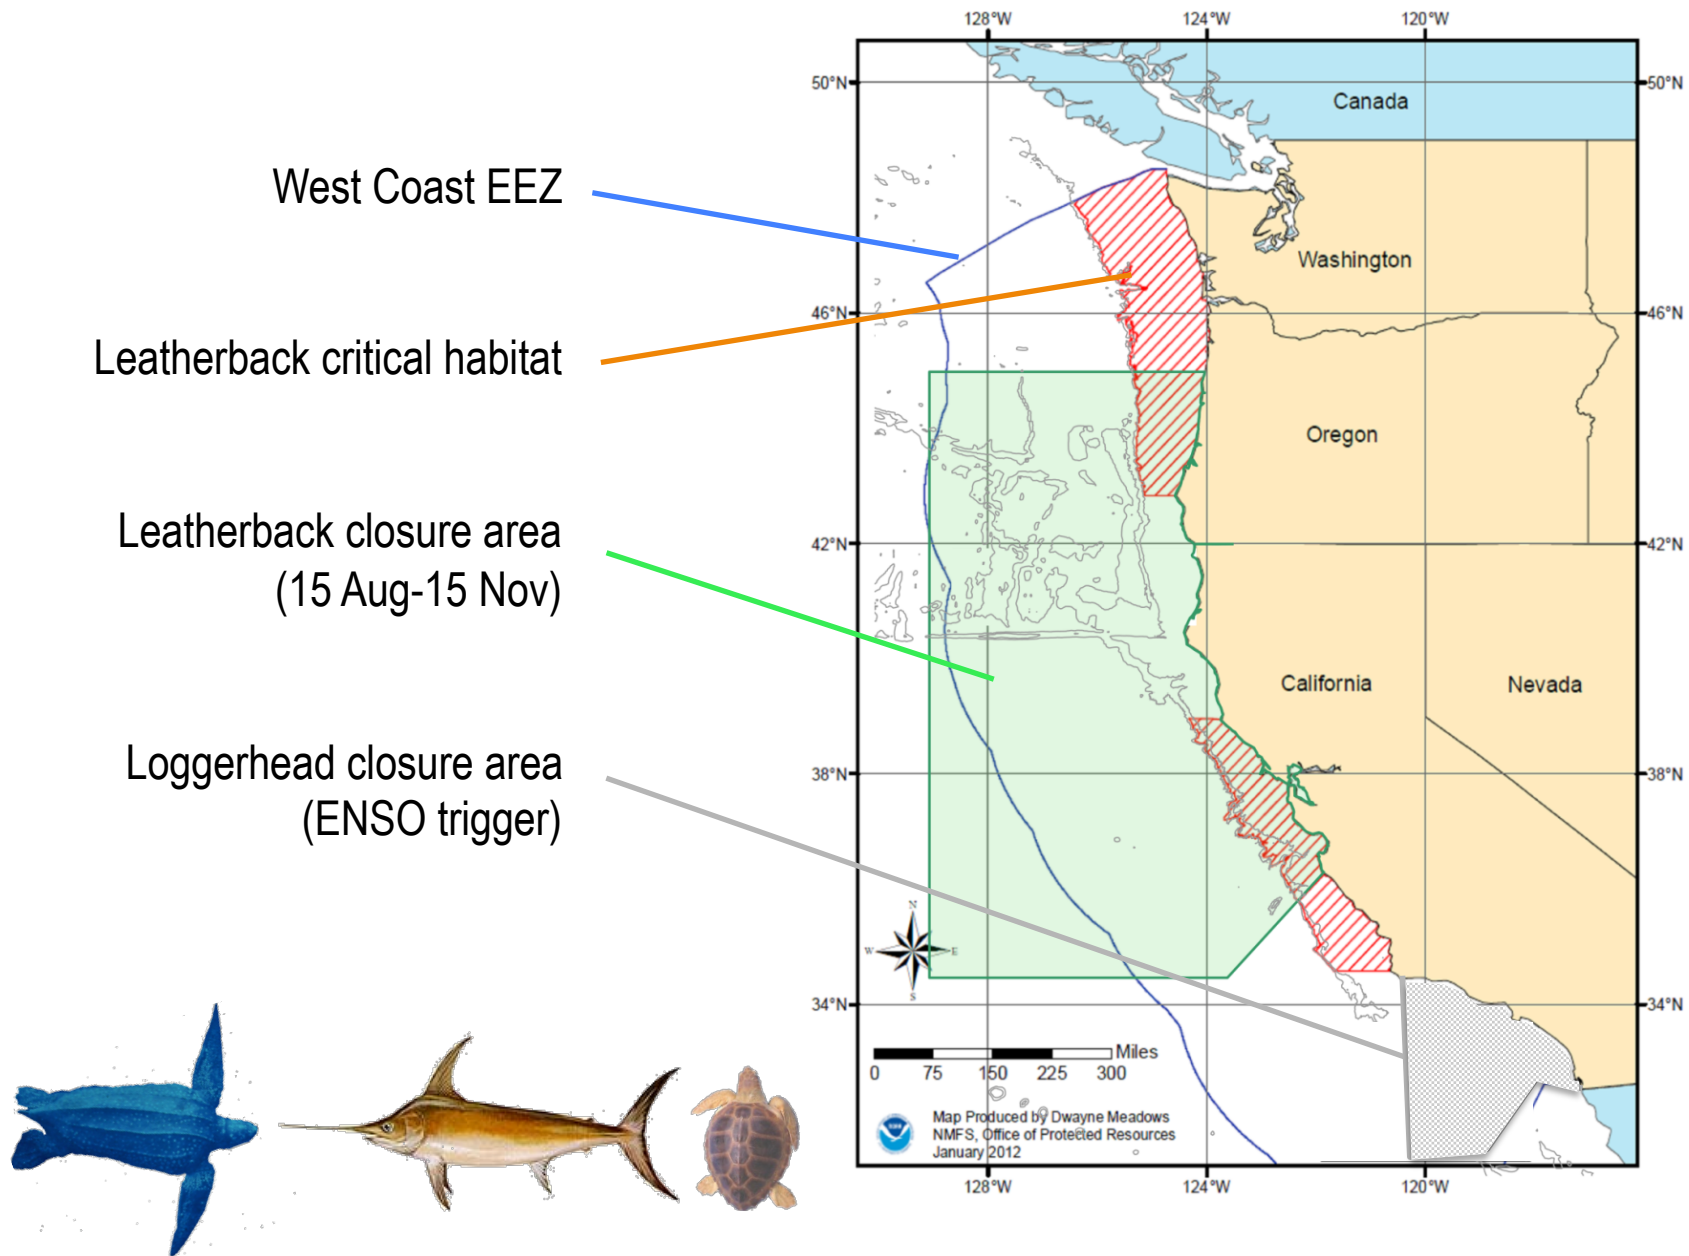 128°W 124°W 120°W
50°N 50°N
Canada
West Coast EEZ
Washington
46°N 46°N
Leatherback critical habitat
Oregon
Leatherback closure area
(15 Aug-15 Nov)
42°N 42°N
California Nevada
Loggerhead closure area
(ENSO trigger)
38°N 38°N
N
W E
S
34°N 34°N
Miles
0 75 150 225 300
Map Produced by Dwayne Meadows
NMFS, Office of Protected Resources
January 2012
128°W 124°W 120°W